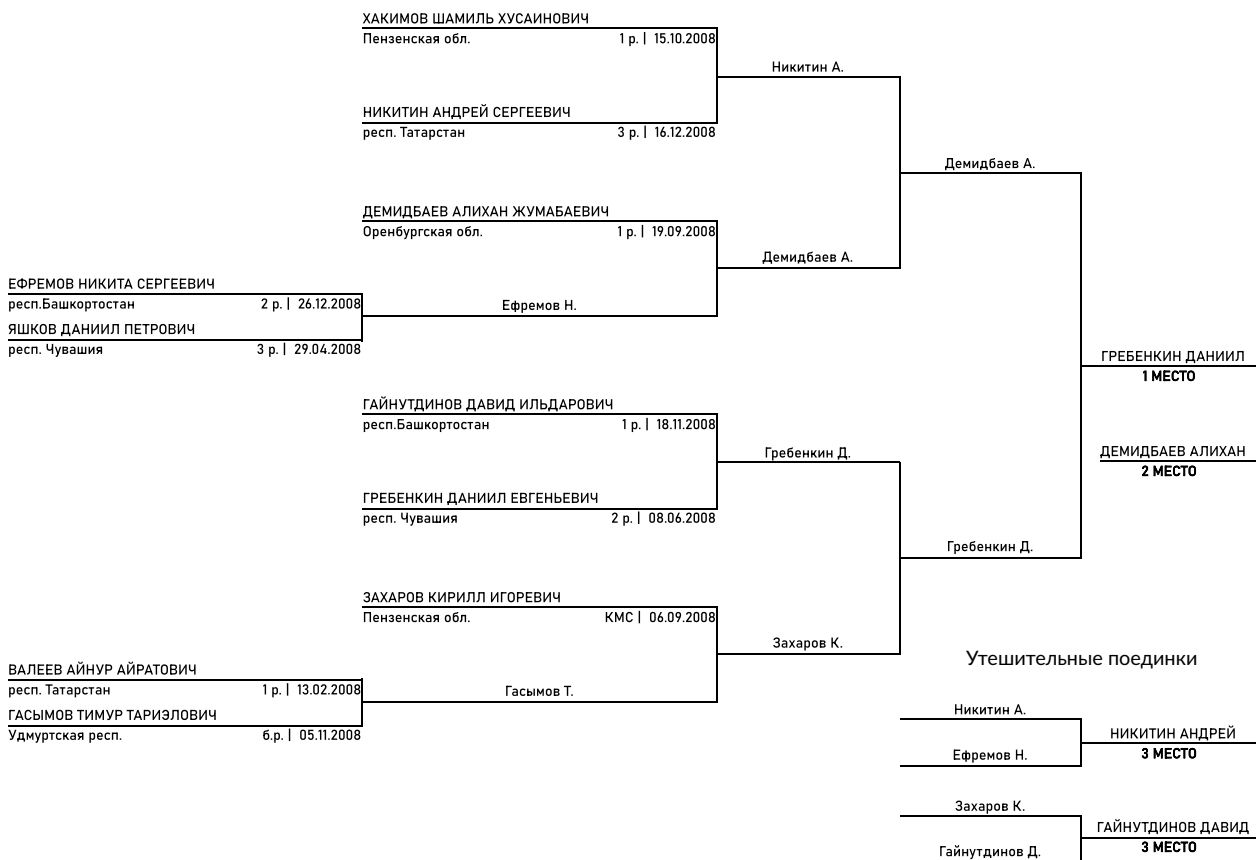 ХАКИМОВ ШАМИЛЬ ХУСАИНОВИЧ
Пензенская обл. 1 р. | 15.10.2008
Никитин А.
НИКИТИН АНДРЕЙ СЕРГЕЕВИЧ
респ. Татарстан 3 р. | 16.12.2008
Демидбаев А.
ДЕМИДБАЕВ АЛИХАН ЖУМАБАЕВИЧ
Оренбургская обл. 1 р. | 19.09.2008
Демидбаев А.
ЕФРЕМОВ НИКИТА СЕРГЕЕВИЧ
респ.Башкортостан 2 р. | 26.12.2008
Ефремов Н.
ЯШКОВ ДАНИИЛ ПЕТРОВИЧ
респ. Чувашия 3 р. | 29.04.2008
ГРЕБЕНКИН ДАНИИЛ
1 МЕСТО
ГАЙНУТДИНОВ ДАВИД ИЛЬДАРОВИЧ
респ.Башкортостан 1 р. | 18.11.2008
Гребенкин Д.
ДЕМИДБАЕВ АЛИХАН
2 МЕСТО
ГРЕБЕНКИН ДАНИИЛ ЕВГЕНЬЕВИЧ
респ. Чувашия 2 р. | 08.06.2008
Гребенкин Д.
ЗАХАРОВ КИРИЛЛ ИГОРЕВИЧ
Пензенская обл. КМС | 06.09.2008
Захаров К.
Утешительные поединки
ВАЛЕЕВ АЙНУР АЙРАТОВИЧ
респ. Татарстан 1 р. | 13.02.2008
Гасымов Т.
ГАСЫМОВ ТИМУР ТАРИЭЛОВИЧ
Удмуртская респ. б.р. | 05.11.2008
Никитин А.
НИКИТИН АНДРЕЙ
3 МЕСТО
Ефремов Н.
Захаров К.
ГАЙНУТДИНОВ ДАВИД
3 МЕСТО
Гайнутдинов Д.